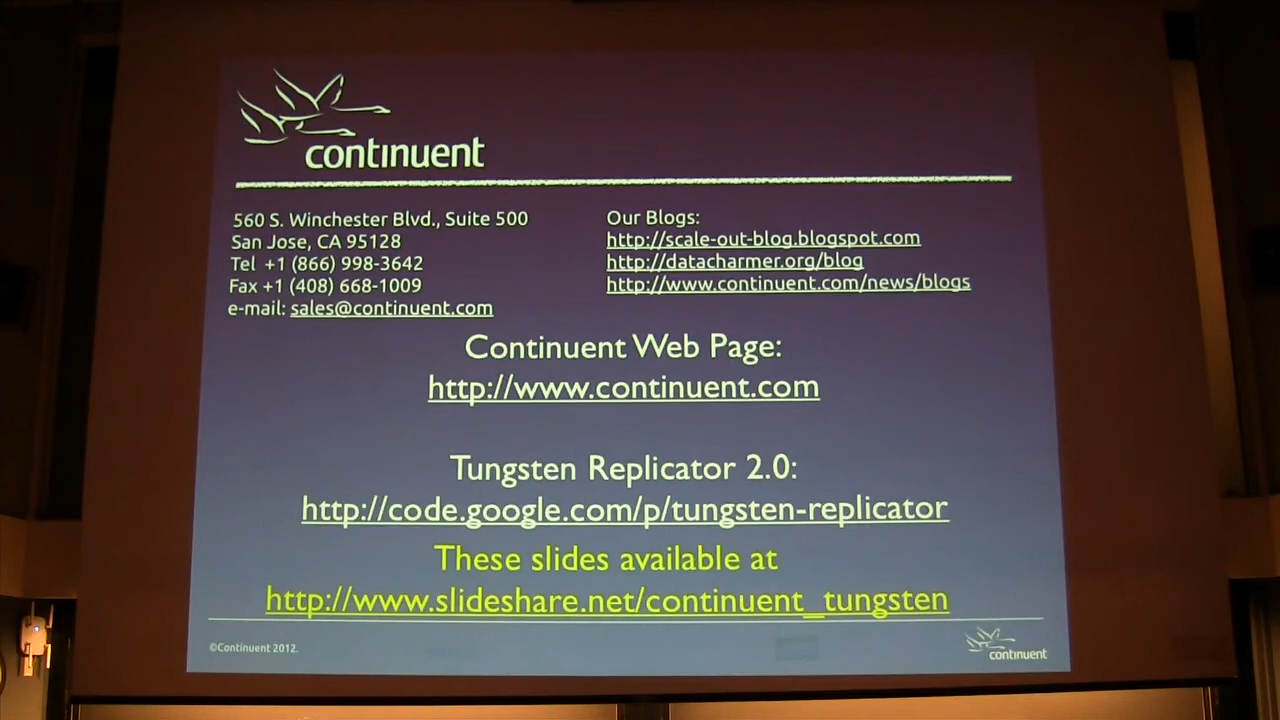 continuent
560 S. Winchester Blvd., Suite 500
San Jose, CA 95128
Tel +1 (866) 998-3642
Fax +1 (408) 668-1009
e-mail: sales@continuent.com
Our Blogs:
http://scale-out-blog.blogspot.com
http://datacharmer.org/blog
http://www.continuent.com/news/blogs
Continuent Web Page:
http://www.continuent.com
Tungsten Replicator 2.0:
http://code.google.com/p/tungsten-replicator
These slides available at
http://www.slideshare.net/continuent_tungsten
©Continuent 2012.
continuent